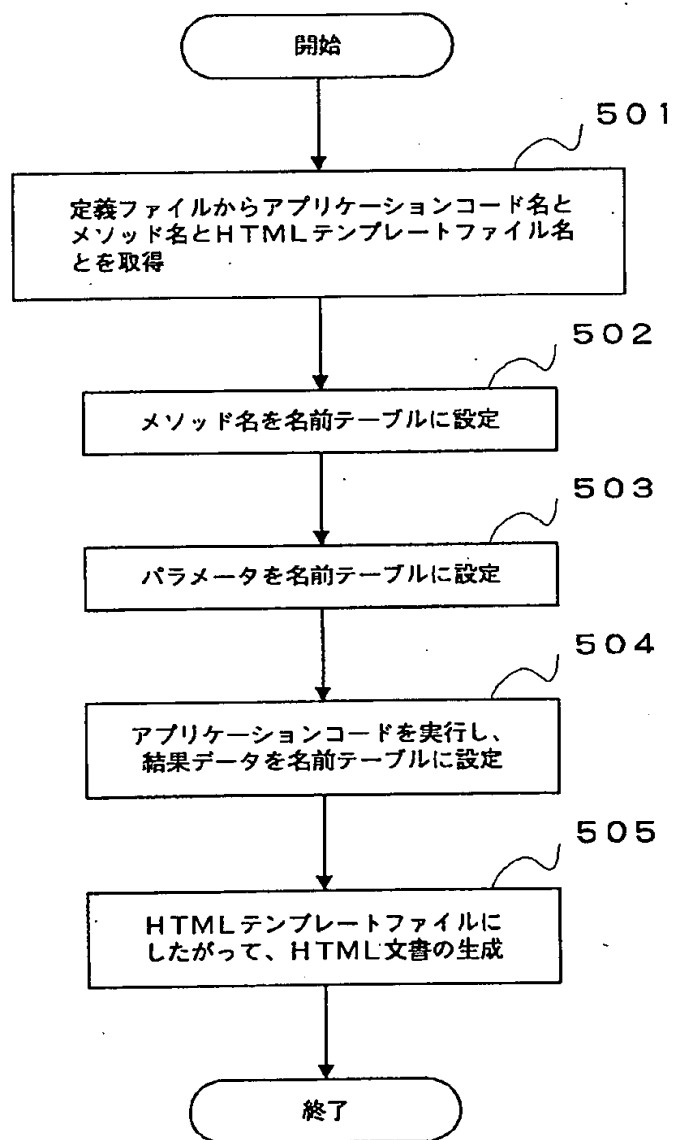 開始
501
定義ファイルからアプリケーションコード名と
メソッド名とHTMLテンプレートファイル名
とを取得
502
メソッド名を名前テーブルに設定
503
パラメータを名前テーブルに設定
504
アプリケーションコードを実行し、
結果データを名前テーブルに設定
505
HTMLテンプレートファイルに
したがって、HTML文書の生成
終了